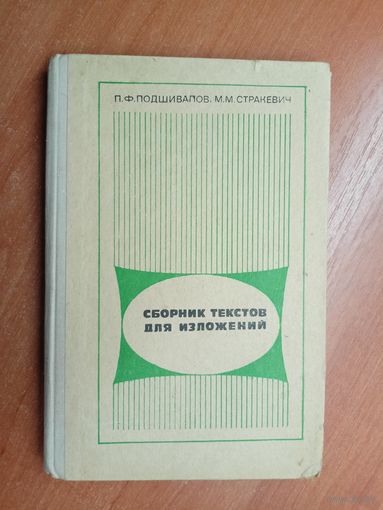 П.Ф.ПОДШИВАЛОВ. М.М.СТРАКЕВИЧ
СБОРНИК ТЕКСТОВ
ДЛЯ ИЗЛОЖЕНИЙ